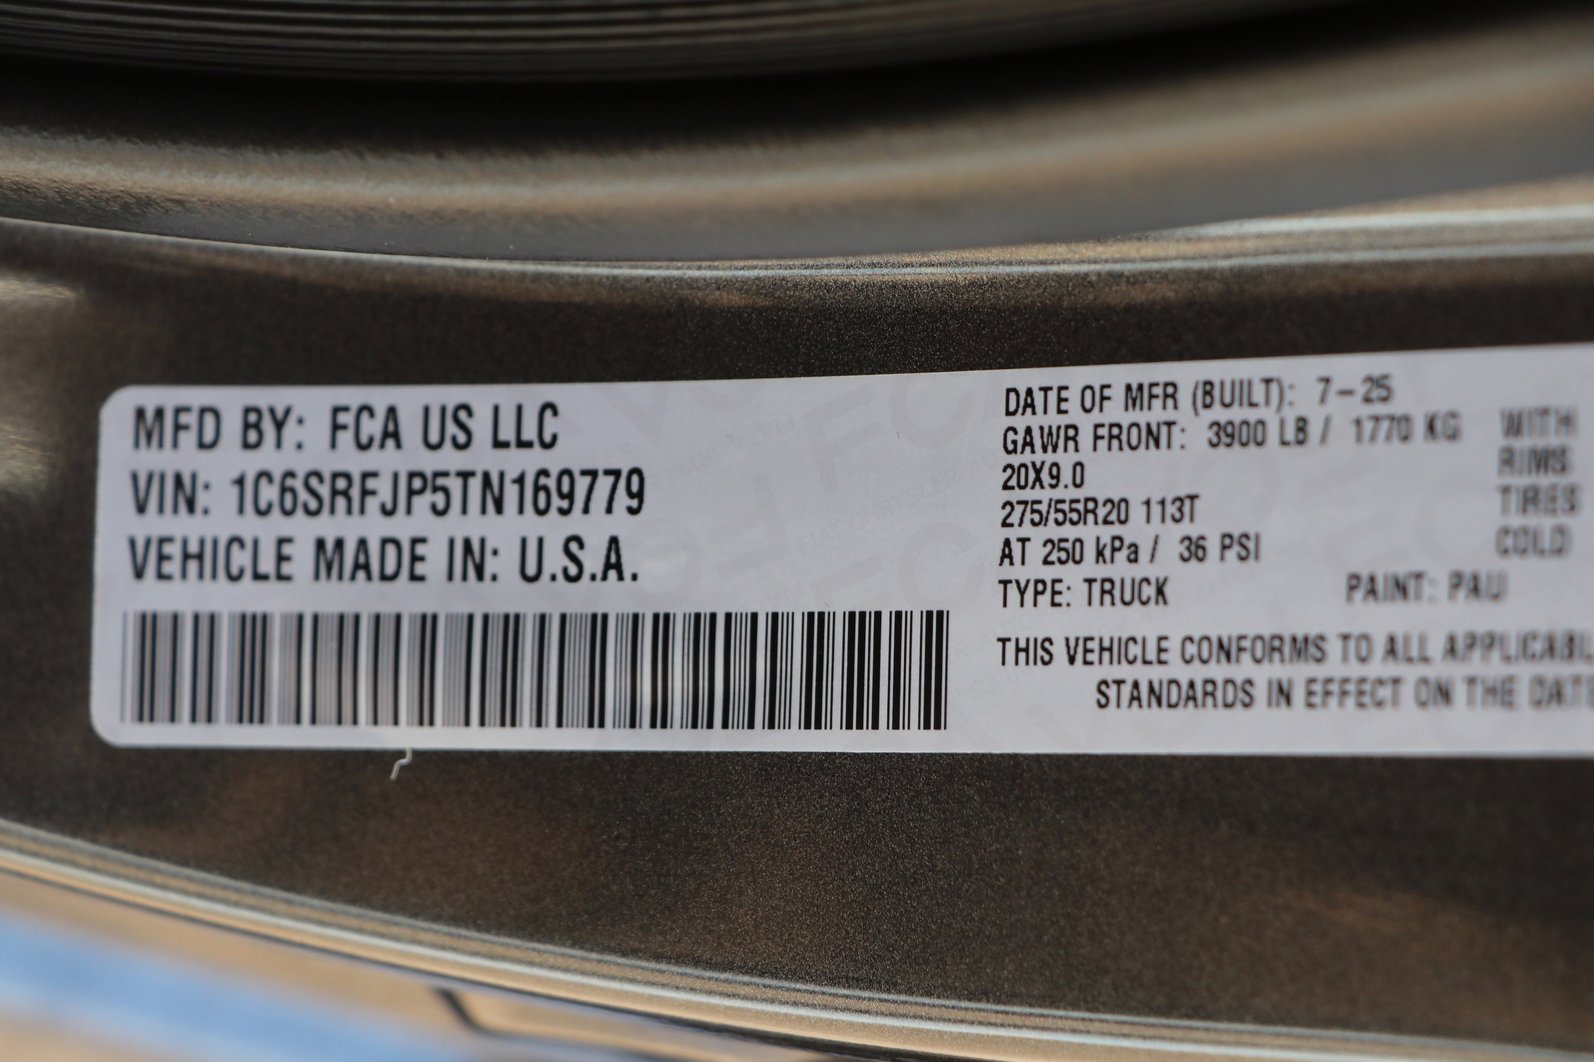 MFD BY: FCA US LLC
VIN: 1C6SRFJP5TN169779
VEHICLE MADE IN: U.S.A.
DATE OF MFR (BUILT): 7-25
GAWR FRONT: 3900 LB / 1770 KG WITH
20X9.0 RIMS
275/55R20 113T TIRES
AT 250 kPa / 36 PSI COLD
TYPE: TRUCK PAINT: PAU
THIS VEHICLE CONFORMS TO ALL APPLICABL
STANDARDS IN EFFECT ON THE DATE